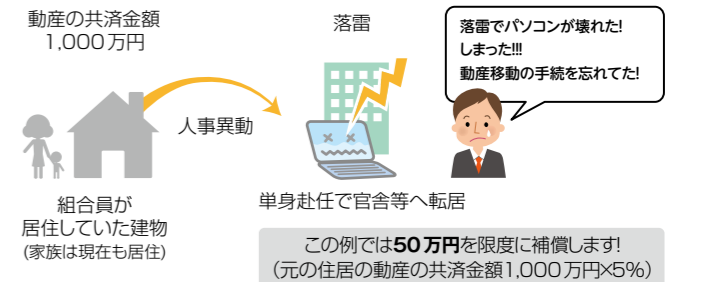 動産の共済金額
1,000万円
落雷
落雷でパソコンが壊れた!
しまった!!!
動産移動の手続を忘れてた!
人事異動
組合員が
居住していた建物
(家族は現在も居住)
単身赴任で官舎等へ転居
この例では50万円を限度に補償します!
(元の住居の動産の共済金額1,000万円×5%)